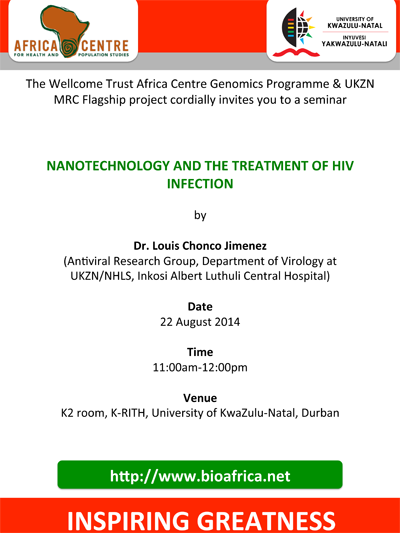 AFRICA CENTRE
FOR HEALTH AND POPULATION STUDIES
UNIVERSITY OF
KWAZULU-NATAL
INYUVESI
YAKWAZULU-NATALI
The Wellcome Trust Africa Centre Genomics Programme & UKZN
MRC Flagship project cordially invites you to a seminar
NANOTECHNOLOGY AND THE TREATMENT OF HIV
INFECTION
by
Dr. Louis Chonco Jimenez
(Antiviral Research Group, Department of Virology at
UKZN/NHLS, Inkosi Albert Luthuli Central Hospital)
Date
22 August 2014
Time
11:00am-12:00pm
Venue
K2 room, K-RITH, University of KwaZulu-Natal, Durban
http://www.bioafrica.net
INSPIRING GREATNESS